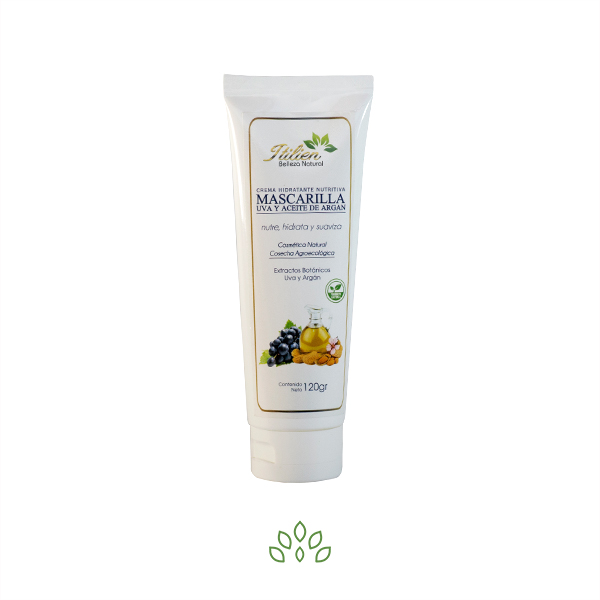 Itilien
Belleza Natural
CREMA HIDRATANTE NUTRITIVA
MASCARILLA
UVA Y ACEITE DE ARGAN
nutre, hidrata y suaviza
Cosmética Natural
Cosecha Agroecológica
Extractos Botánicos
Uva y Argán
Contenido
Neto 120gr